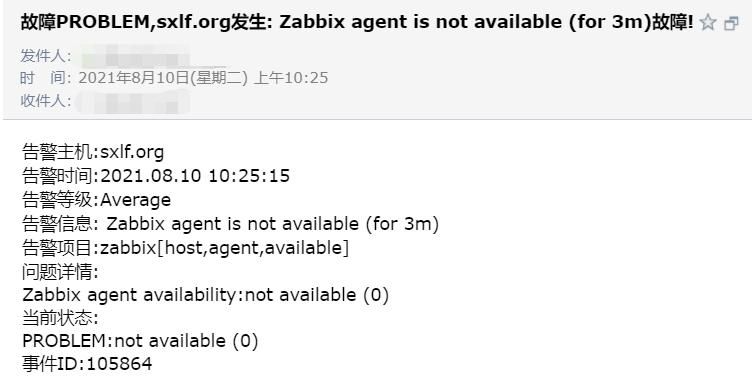 故障PROBLEM,sxlf.org发生: Zabbix agent is not available (for 3m)故障!
发件人:
时 间: 2021年8月10日(星期二) 上午10:25
收件人:
告警主机:sxlf.org
告警时间:2021.08.10 10:25:15
告警等级:Average
告警信息: Zabbix agent is not available (for 3m)
告警项目:zabbix[host,agent,available]
问题详情:
Zabbix agent availability:not available (0)
当前状态:
PROBLEM:not available (0)
事件ID:105864